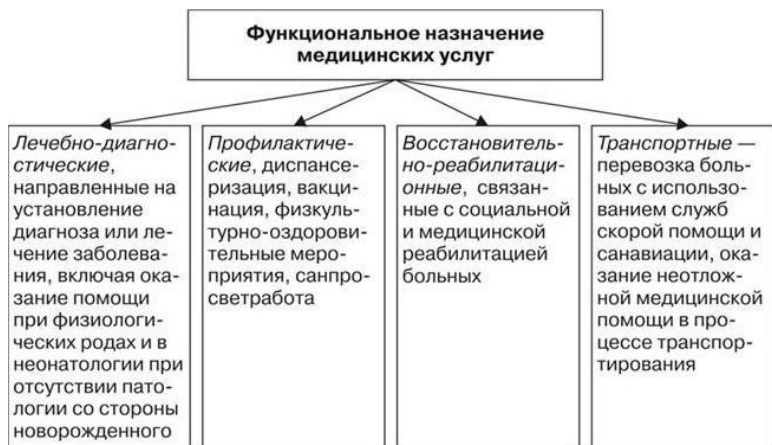 Функциональное назначение
медицинских услуг
Лечебно-диагно-
стические,
направленные на
установление
диагноза или ле-
чение заболева-
ния, включая ока-
зание помощи
при физиологи-
ческих родах и в
неонатологии при
отсутствии пато-
логии со стороны
новорожденного
Профилактиче-
ские, диспансе-
ризация, вакци-
нация, физкуль-
турно-оздорови-
тельные меро-
приятия, санпро-
светработа
Восстановитель-
но-реабилитаци-
онные, связан-
ные с социальной
и медицинской
реабилитацией
больных
Транспортные —
перевозка боль-
ных с использо-
ванием служб
скорой помощи и
санавиации, ока-
зание неотлож-
ной медицинской
помощи в про-
цессе транспор-
тирования